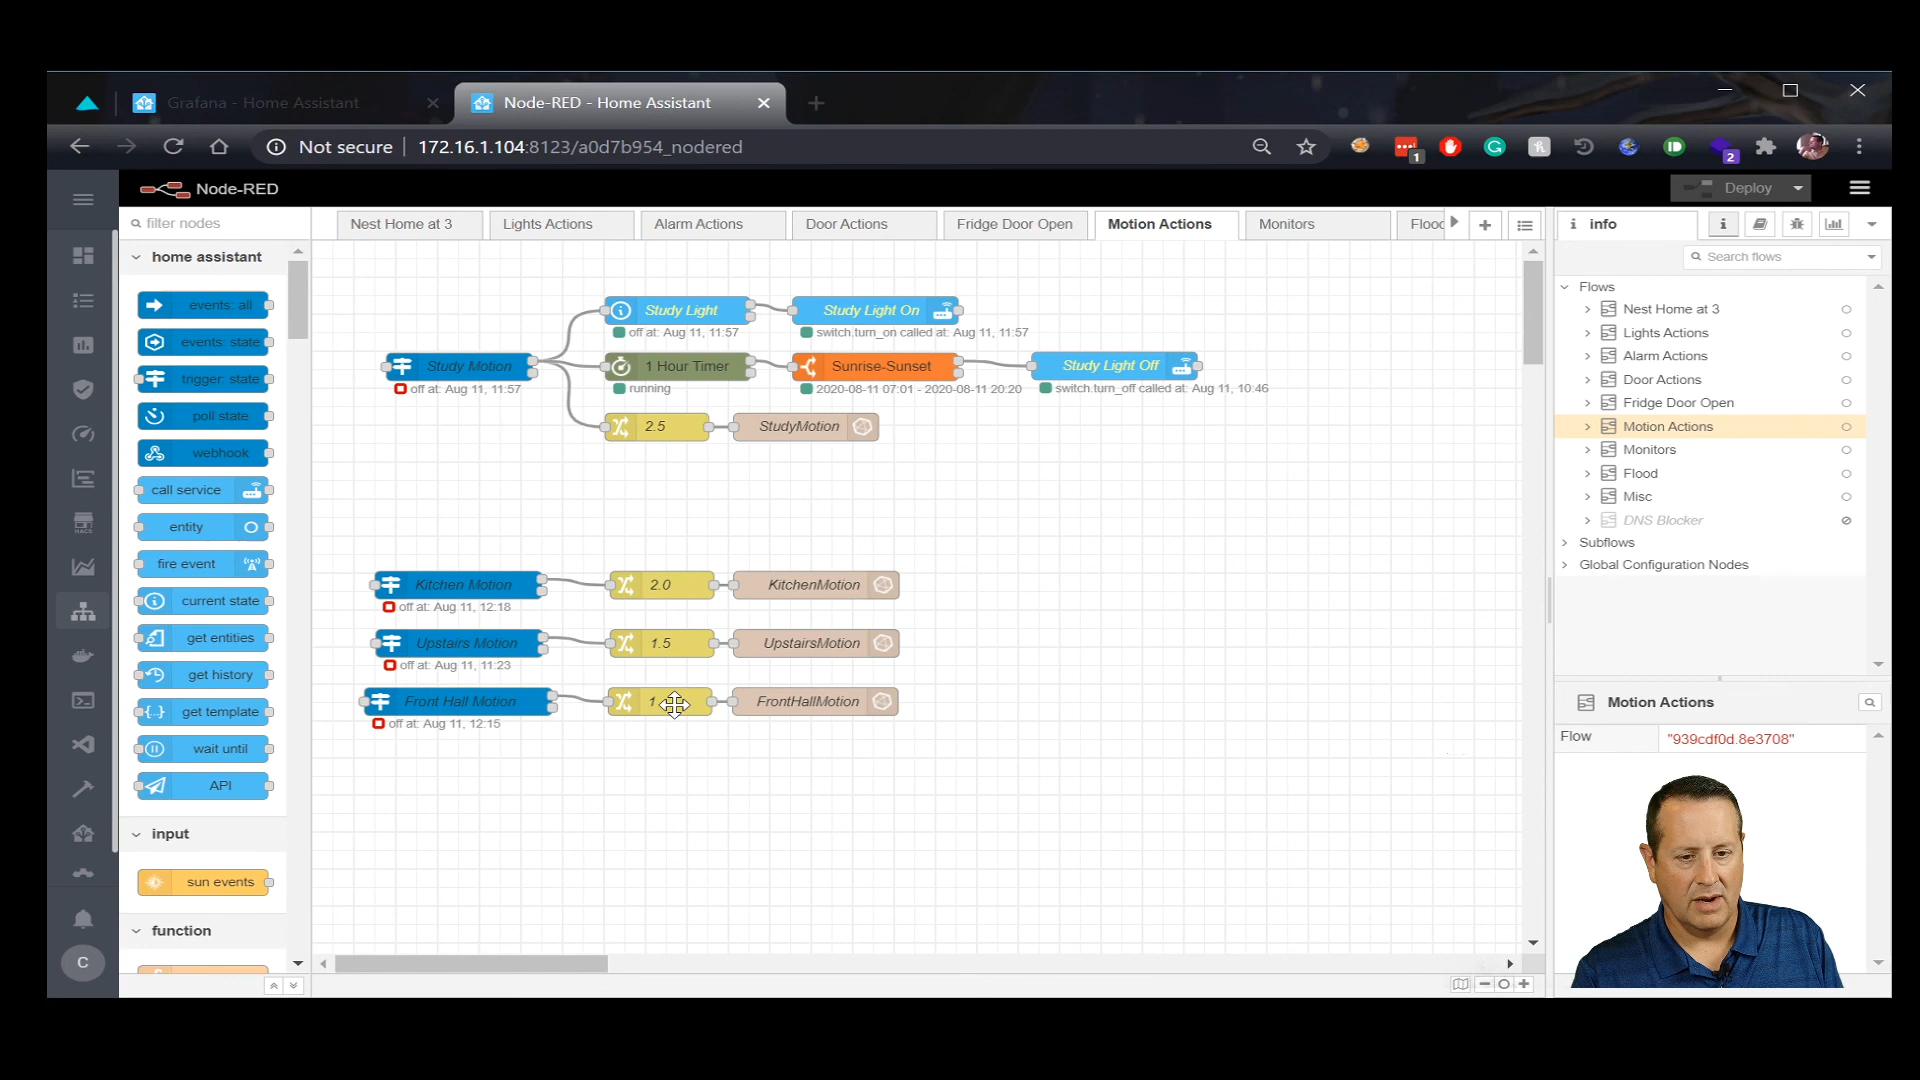 Grafana - Home Assistant
Node-RED - Home Assistant
Not secure
172.16.1.104:8123/a0d7b954_nodered
1
2
Node-RED
Deploy
filter nodes
Nest Home at 3
Lights Actions
Alarm Actions
Door Actions
Fridge Door Open
Motion Actions
Monitors
Flood
info
home assistant
Search flows
events: all
events: state
trigger: state
poll state
webhook
call service
entity
fire event
current state
get entities
get history
get template
wait until
API
input
sun events
function
HACS
C
Study Light
off at: Aug 11, 11:57
Study Light On
switch.turn_on called at: Aug 11, 11:57
Study Motion
off at: Aug 11, 11:57
1 Hour Timer
running
Sunrise-Sunset
2020-08-11 07:01 - 2020-08-11 20:20
Study Light Off
switch.turn_off called at: Aug 11, 10:46
2.5
StudyMotion
Kitchen Motion
off at: Aug 11, 12:18
2.0
KitchenMotion
Upstairs Motion
off at: Aug 11, 11:23
1.5
UpstairsMotion
Front Hall Motion
off at: Aug 11, 12:15
1
FrontHallMotion
Flows
Nest Home at 3
Lights Actions
Alarm Actions
Door Actions
Fridge Door Open
Motion Actions
Monitors
Flood
Misc
DNS Blocker
Subflows
Global Configuration Nodes
Motion Actions
Flow
"939cdf0d.8e3708"